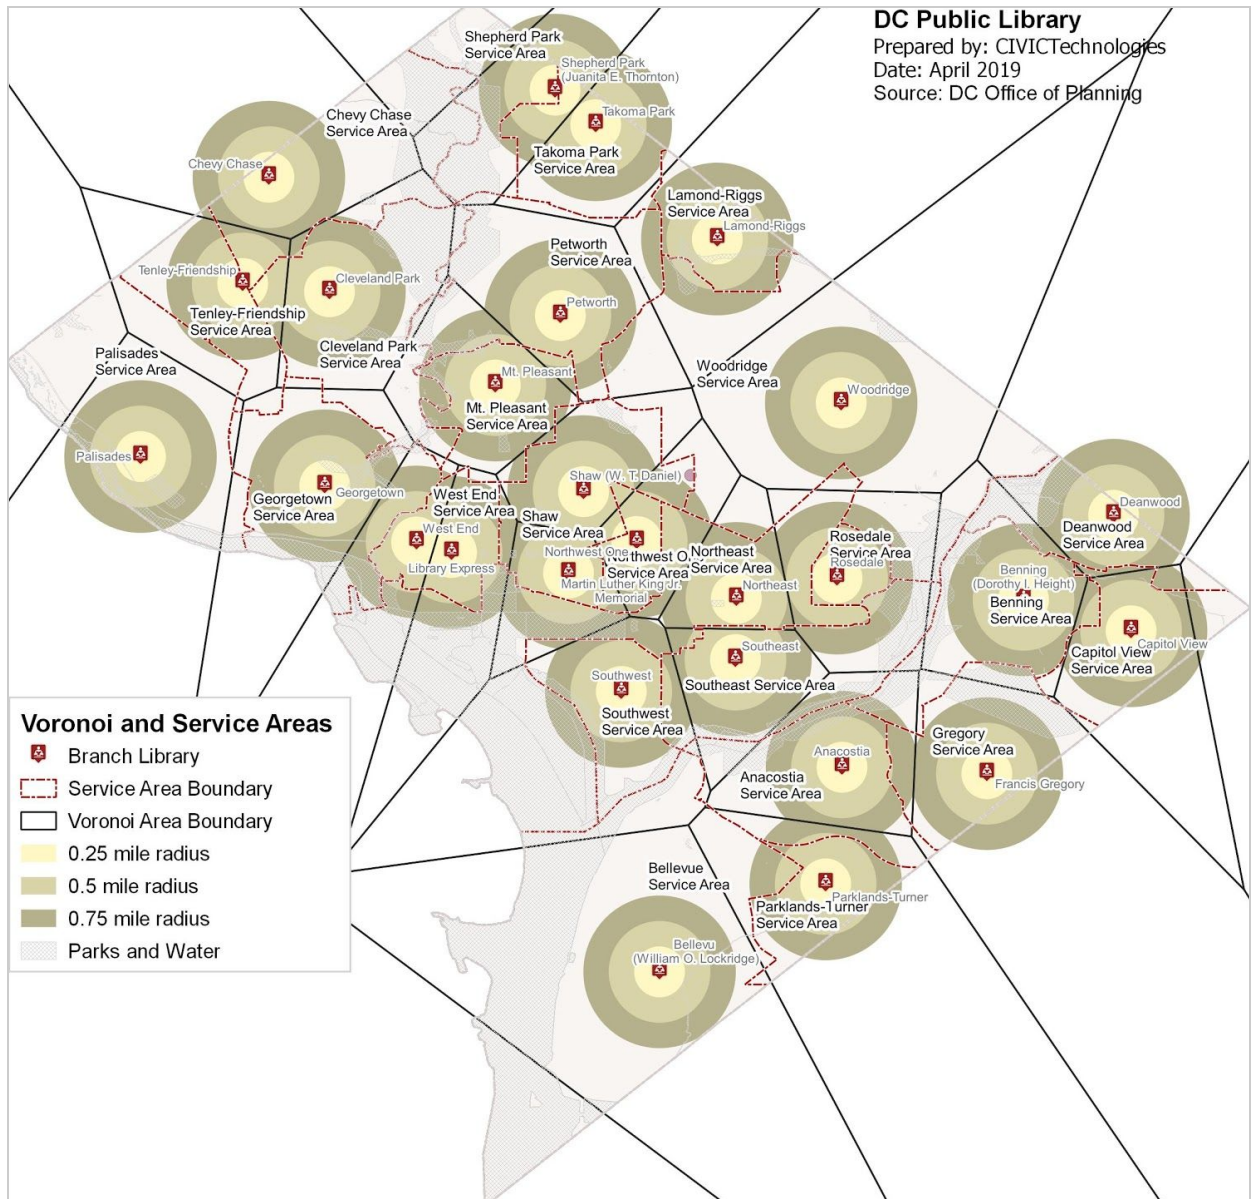 DC Public Library
Prepared by: CIVICTechnologies
Date: April 2019
Source: DC Office of Planning
Shepherd Park
Service Area
Shepherd Park
(Juanita E. Thornton)
Takoma Park
Chevy Chase
Service Area
Takoma Park
Service Area
Chevy Chase
Lamond-Riggs
Service Area
Lamond-Riggs
Petworth
Service Area
Tenley-Friendship
Cleveland Park
Petworth
Tenley-Friendship
Service Area
Cleveland Park
Service Area
Palisades
Service Area
Mt. Pleasant
Woodridge
Service Area
Woodridge
Mt. Pleasant
Service Area
Palisades
Shaw (W. T. Daniel)
Georgetown
Georgetown
Service Area
West End
Service Area
Deanwood
Shaw
Service Area
West End
Deanwood
Service Area
Rosedale
Service Area
Rosedale
Northwest One
Northwest O
Service Area
Northeast
Service Area
Library Express
Martin Luther King Jr.
Memorial
Northeast
Benning
(Dorothy I. Height)
Benning
Service Area
Southeast
Capitol View
Capitol View
Service Area
Southwest
Southeast Service Area
Southwest
Service Area
Gregory
Service Area
Anacostia
Anacostia
Service Area
Francis Gregory
Bellevue
Service Area
Parklands-Turner
Parklands-Turner
Service Area
Bellevu
(William O. Lockridge)
Voronoi and Service Areas
Branch Library
Service Area Boundary
Voronoi Area Boundary
0.25 mile radius
0.5 mile radius
0.75 mile radius
Parks and Water